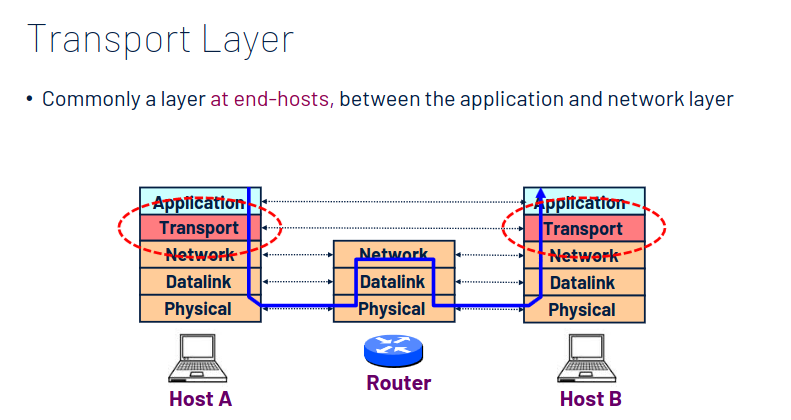 Transport Layer
• Commonly a layer at end-hosts, between the application and network layer
Application
Application
Transport
Transport
Network
Network
Network
Datalink
Datalink
Datalink
Physical
Physical
Physical
Router
Host A
Host B